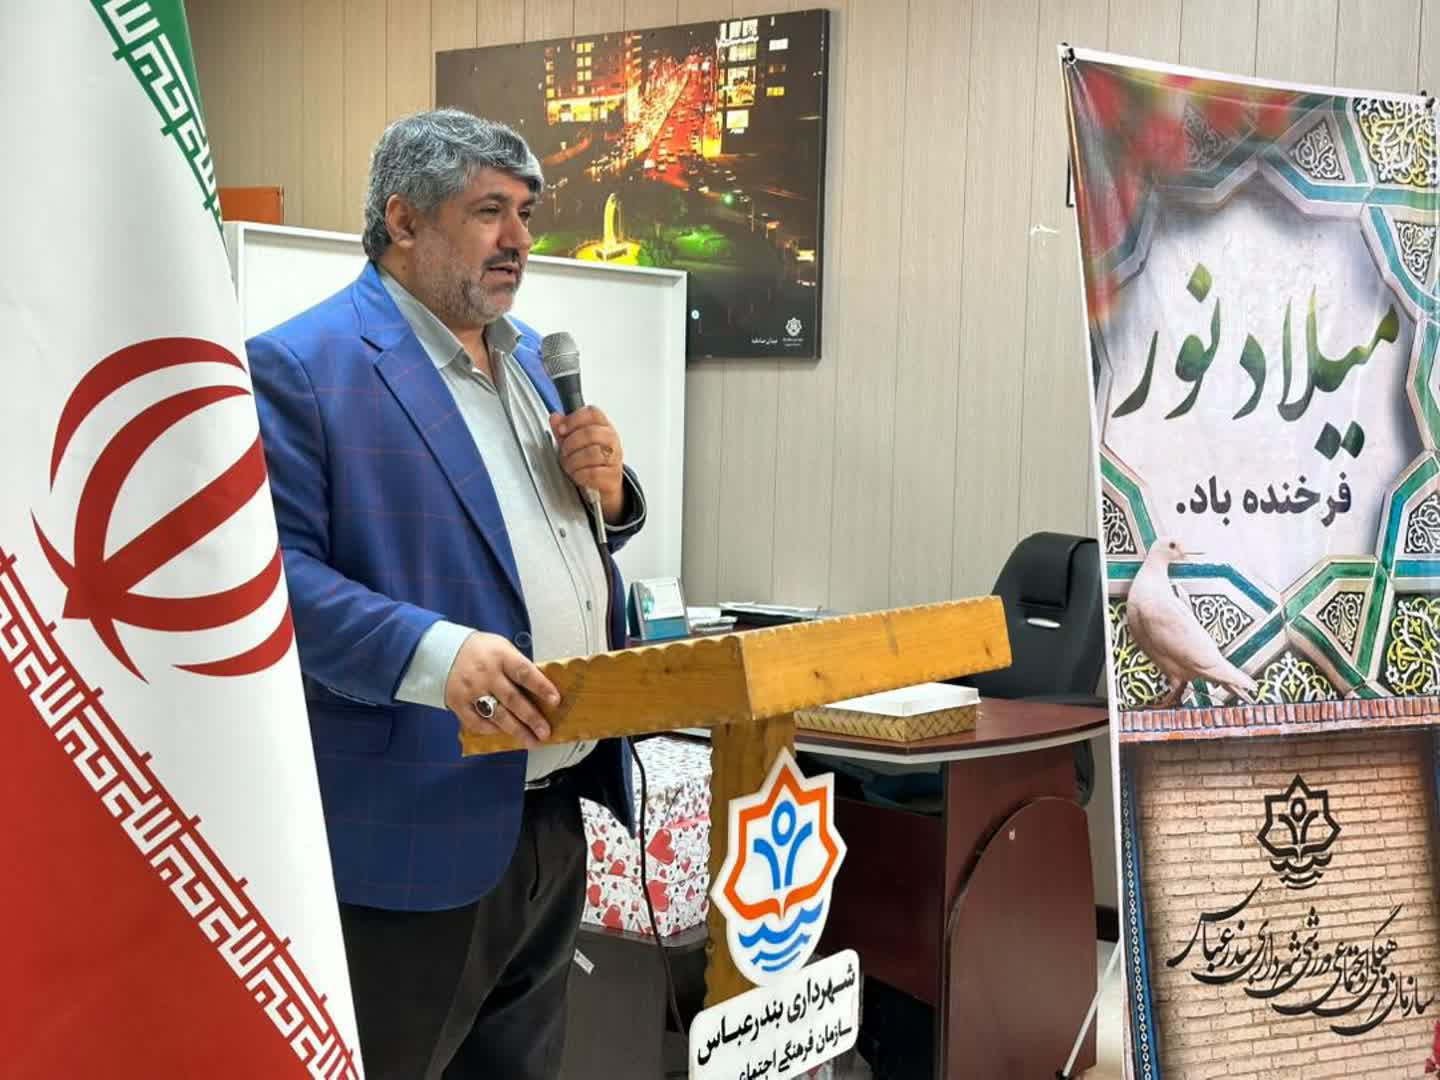 میلاد نور
فرخنده باد.
سازمان فرهنگی اجتماعی ورزشی شهرداری بندرعباس
شهرداری بندرعباس
سازمان فرهنگی اجتماعی